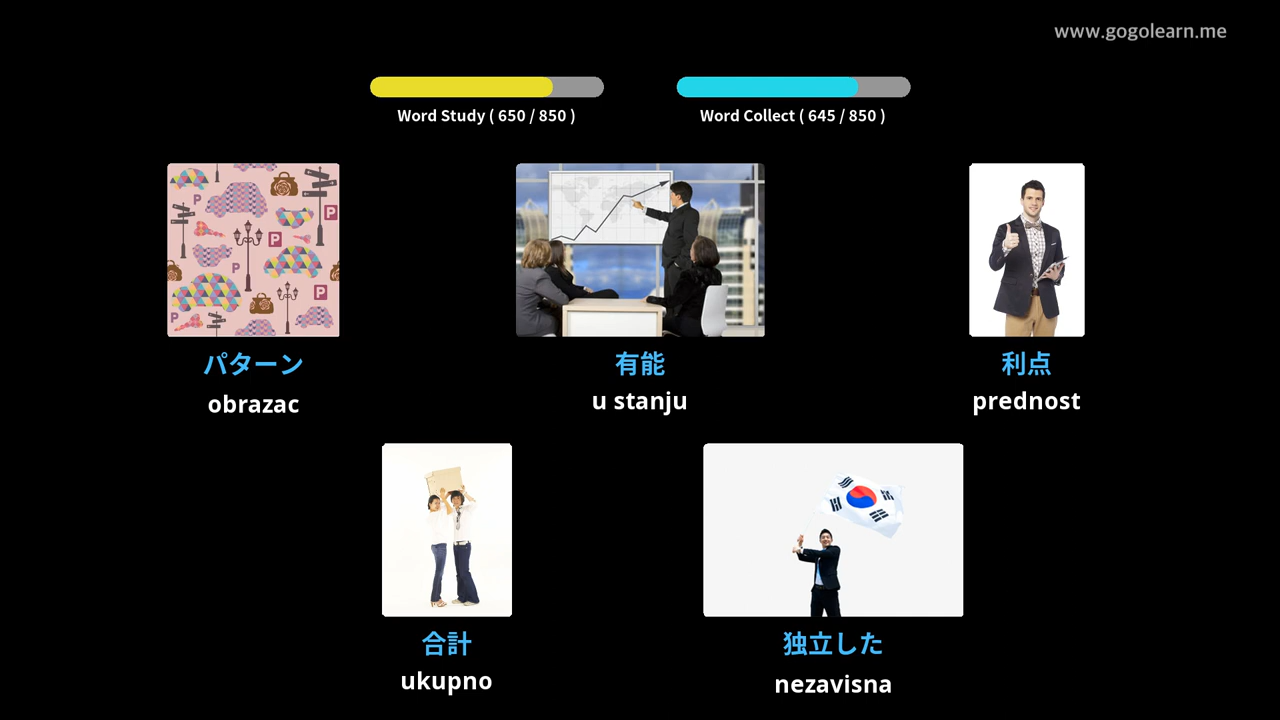 www.gogolearn.me
Word Study ( 650 / 850 )
Word Collect ( 645 / 850 )
P
P
P
P
P
P
パターン
obrazac
有能
u stanju
利点
prednost
合計
ukupno
独立した
nezavisna